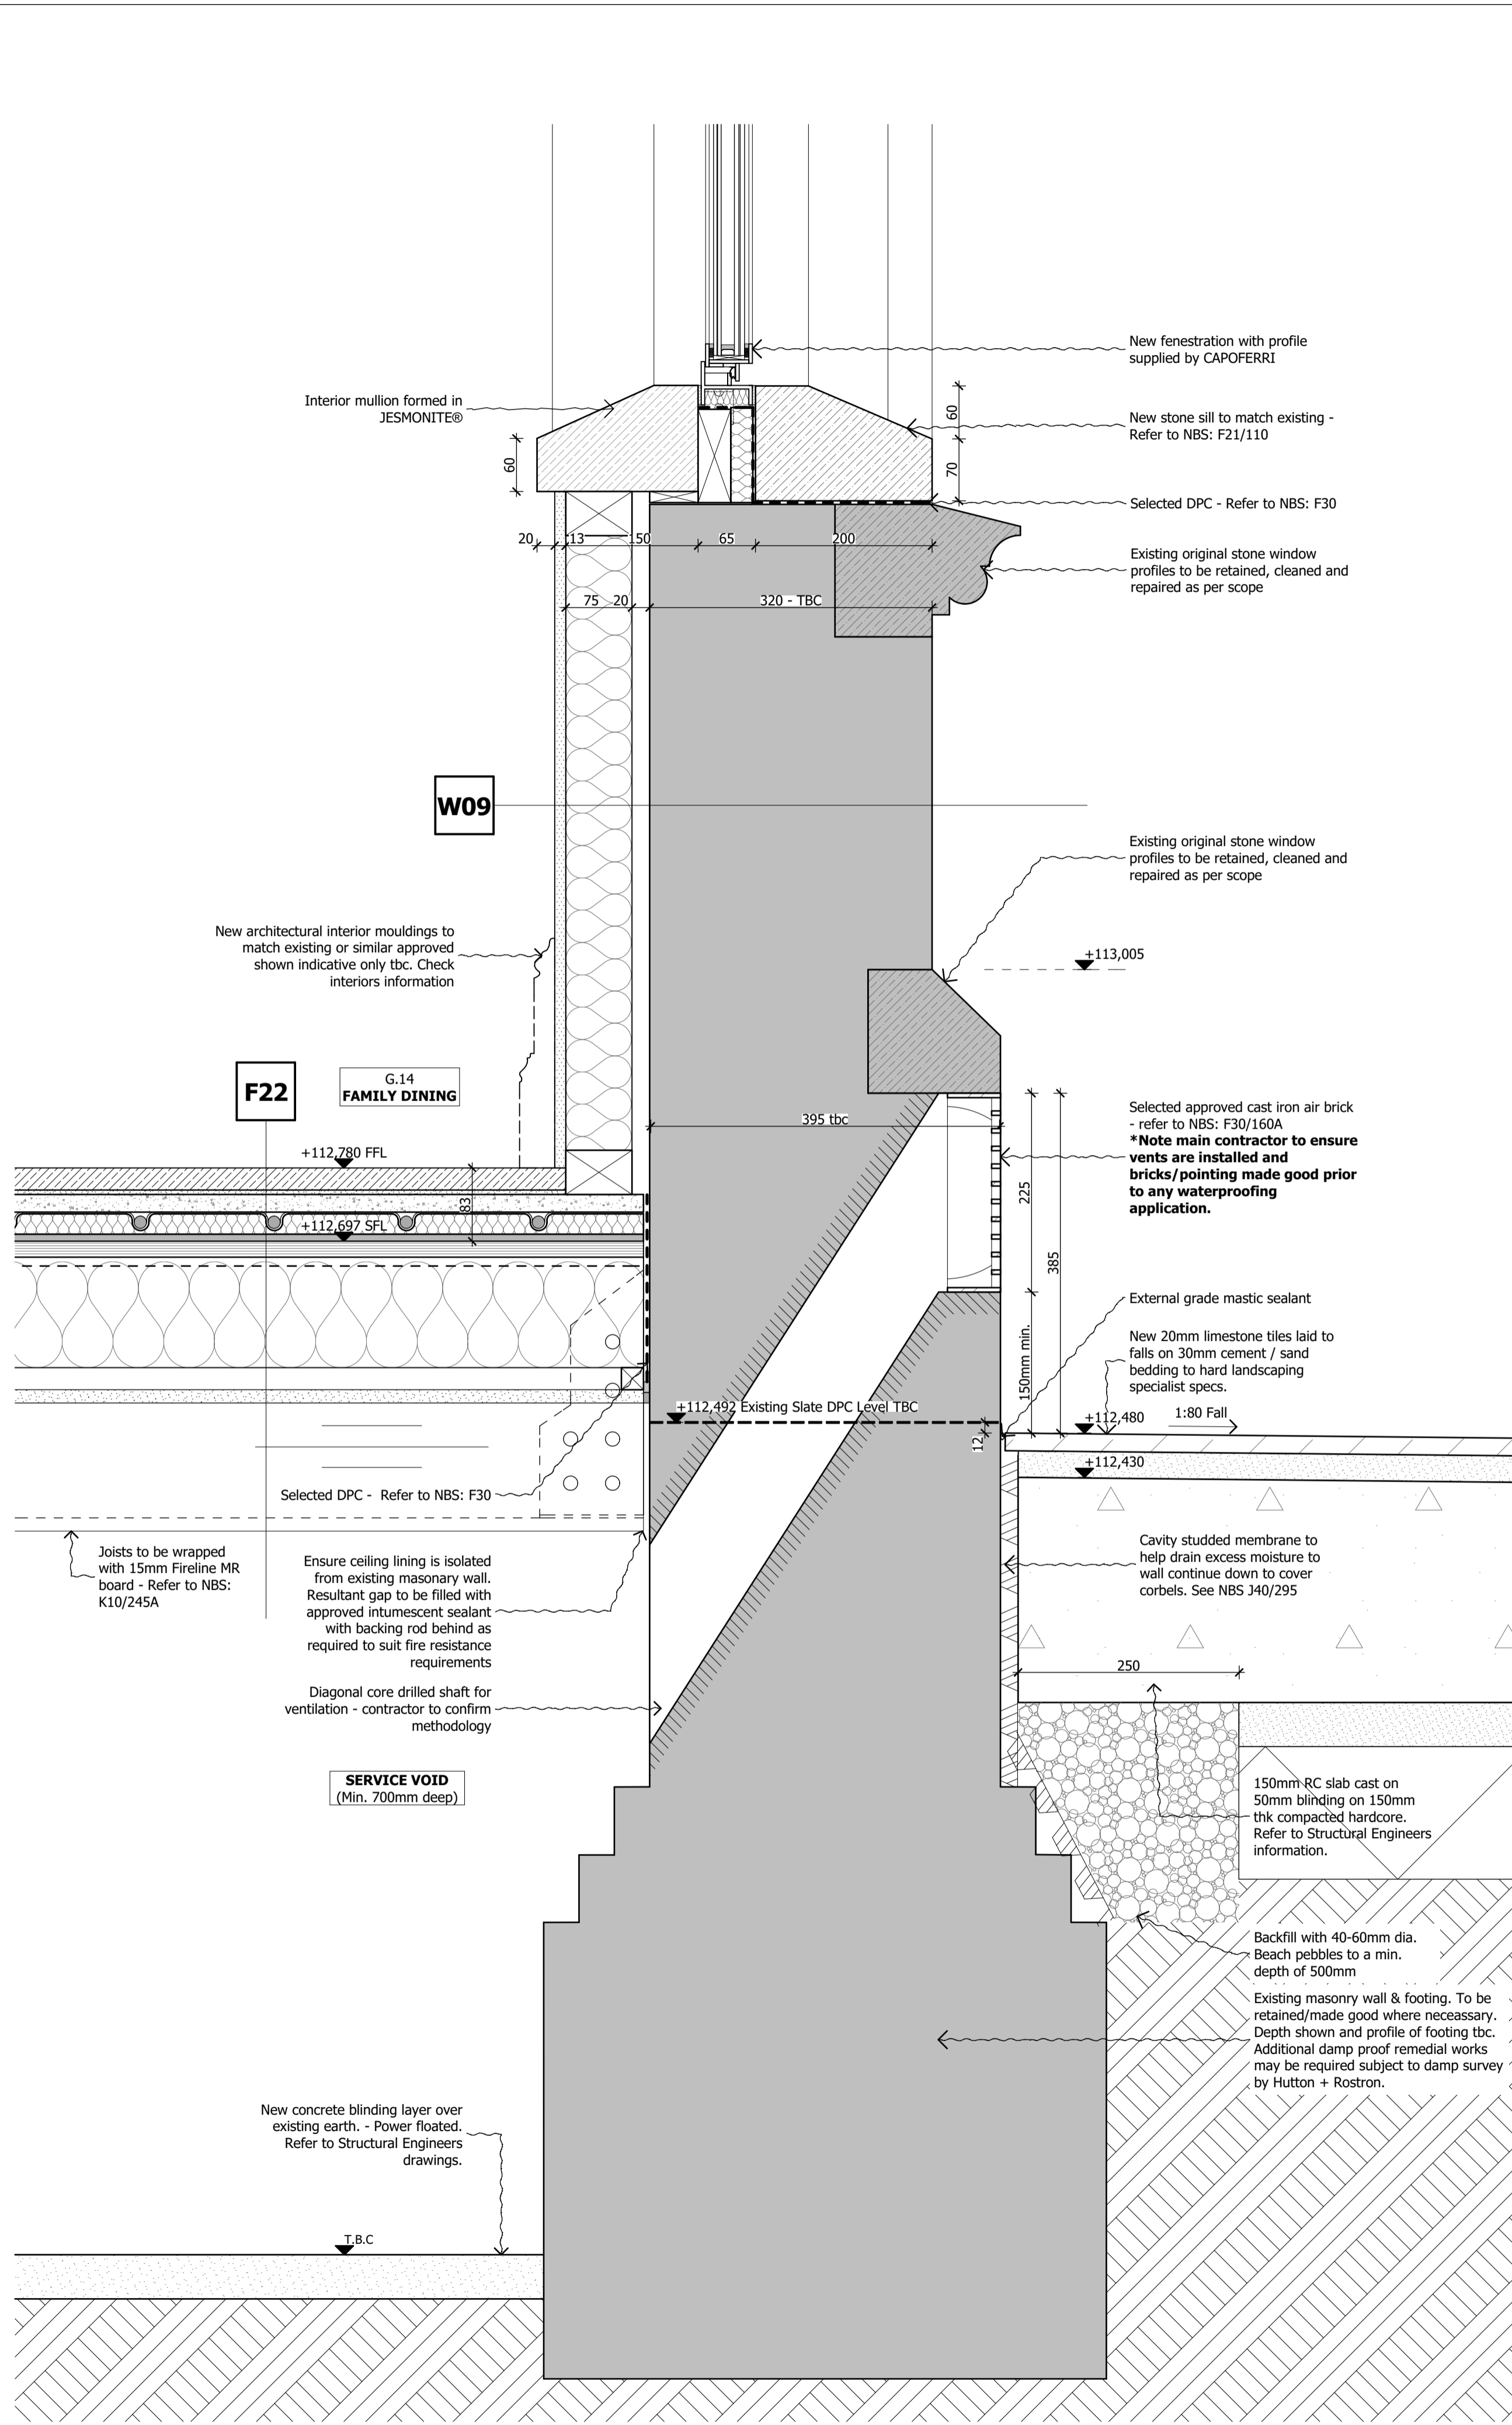 New fenestration with profile
supplied by CAPOFERRI
Interior mullion formed in
JESMONITE®
60
New stone sill to match existing -
Refer to NBS: F21/110
60
70
Selected DPC - Refer to NBS: F30
20
13
150
65
200
Existing original stone window
profiles to be retained, cleaned and
repaired as per scope
75
20
320 - TBC
W09
Existing original stone window
profiles to be retained, cleaned and
repaired as per scope
New architectural interior mouldings to
match existing or similar approved
shown indicative only tbc. Check
interiors information
+113,005
F22
G.14
FAMILY DINING
395 tbc
Selected approved cast iron air brick
- refer to NBS: F30/160A
*Note main contractor to ensure
vents are installed and
bricks/pointing made good prior
to any waterproofing
application.
+112,780 FFL
83
225
+112,697 SFL
385
External grade mastic sealant
150mm min.
New 20mm limestone tiles laid to
falls on 30mm cement / sand
bedding to hard landscaping
specialist specs.
+112,492 Existing Slate DPC Level TBC
12
+112,480
1:80 Fall
+112,430
Selected DPC -  Refer to NBS: F30
Joists to be wrapped
with 15mm Fireline MR
board - Refer to NBS:
K10/245A
Ensure ceiling lining is isolated
from existing masonary wall.
Resultant gap to be filled with
approved intumescent sealant
with backing rod behind as
required to suit fire resistance
requirements
Cavity studded membrane to
help drain excess moisture to
wall continue down to cover
corbels. See NBS J40/295
250
Diagonal core drilled shaft for
ventilation - contractor to confirm
methodology
SERVICE VOID
(Min. 700mm deep)
150mm RC slab cast on
50mm blinding on 150mm
thk compacted hardcore.
Refer to Structural Engineers
information.
Backfill with 40-60mm dia.
Beach pebbles to a min.
depth of 500mm
Existing masonry wall & footing. To be
retained/made good where neceassary.
Depth shown and profile of footing tbc.
Additional damp proof remedial works
may be required subject to damp survey
by Hutton + Rostron.
New concrete blinding layer over
existing earth. - Power floated.
Refer to Structural Engineers
drawings.
T.B.C